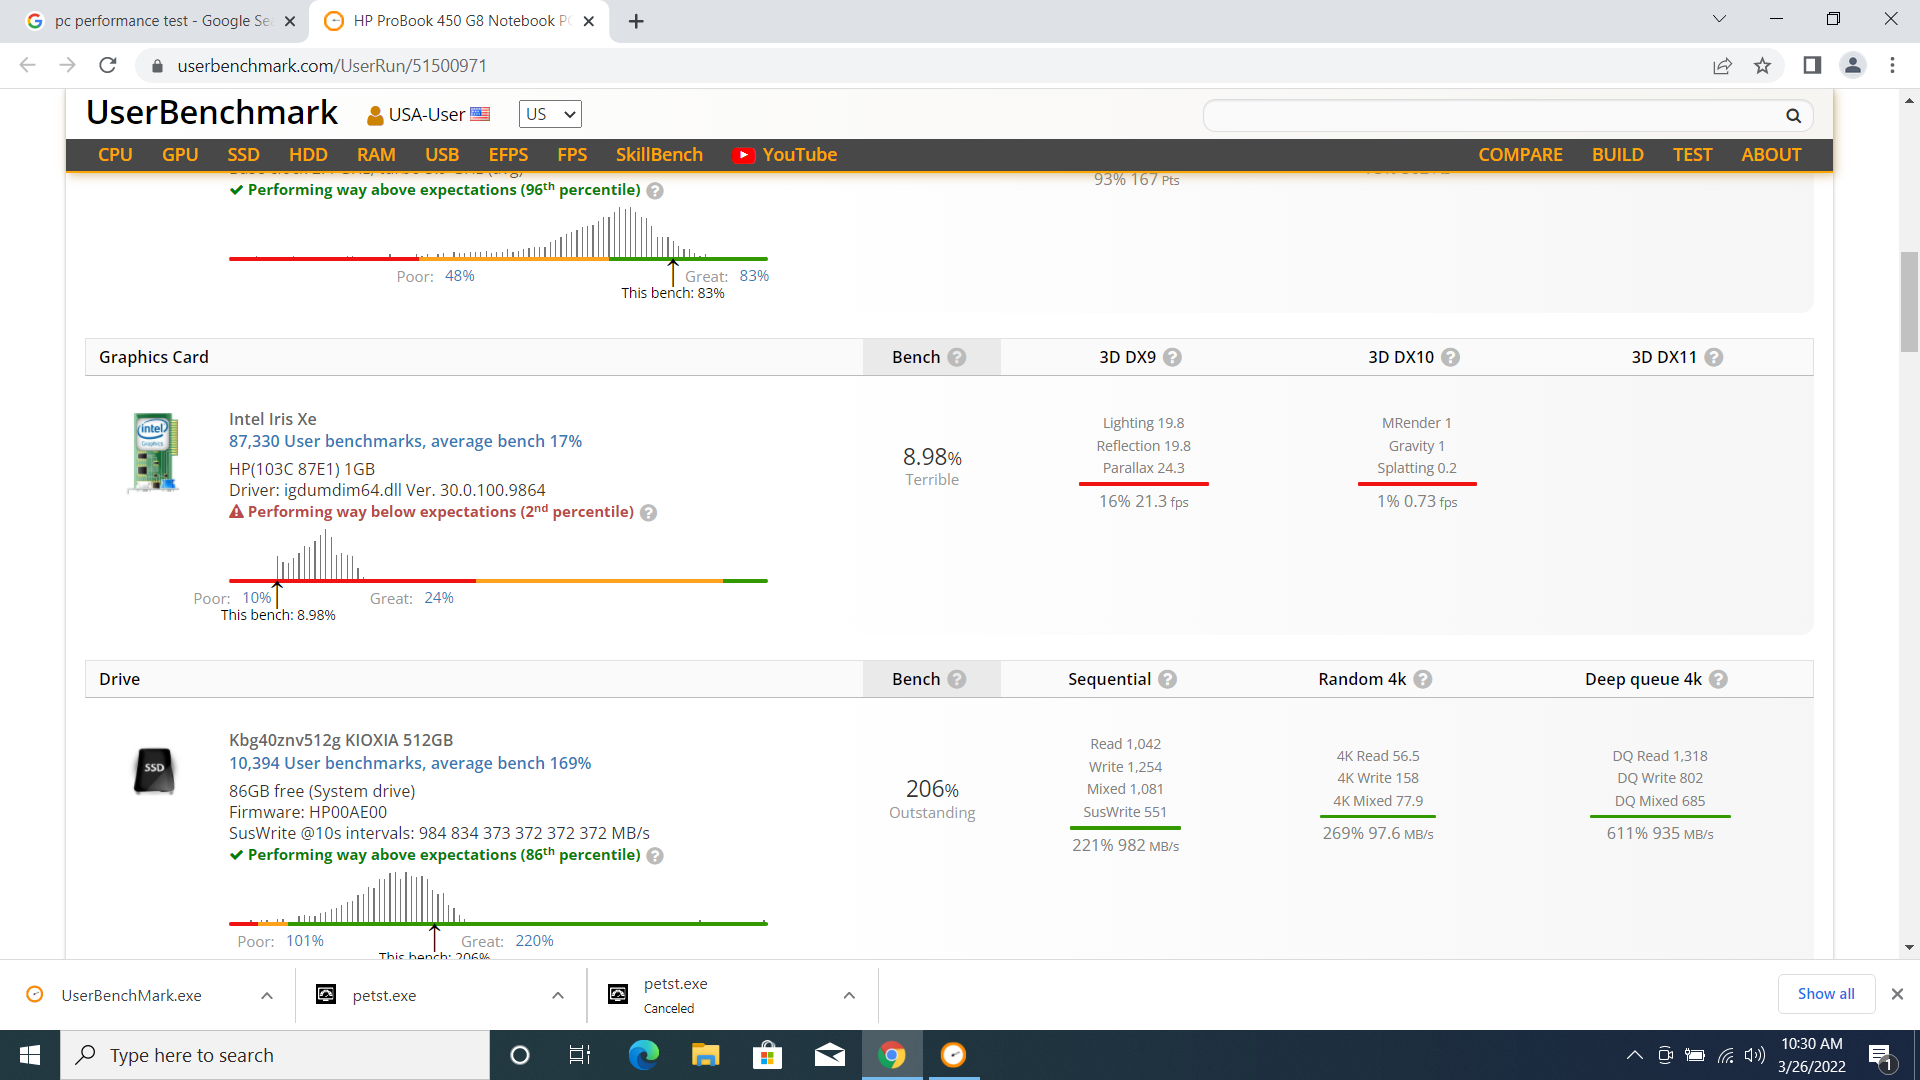 pc performance test - Google Se
HP ProBook 450 G8 Notebook P
userbenchmark.com/UserRun/51500971
UserBenchmark
USA-User
US
CPU GPU SSD HDD RAM USB EFPS FPS SkillBench YouTube COMPARE BUILD TEST ABOUT
Performing way above expectations (96th percentile) ?
93% 167 Pts
Poor: 48%
Great: 83%
This bench: 83%
Graphics Card
Bench ?
3D DX9 ?
3D DX10 ?
3D DX11 ?
intel
Graphics
Intel Iris Xe
87,330 User benchmarks, average bench 17%
HP(103C 87E1) 1GB
Driver: igdumdim64.dll Ver. 30.0.100.9864
Performing way below expectations (2nd percentile) ?
8.98%
Terrible
Lighting 19.8
Reflection 19.8
Parallax 24.3
16% 21.3 fps
MRender 1
Gravity 1
Splatting 0.2
1% 0.73 fps
Poor: 10%
Great: 24%
This bench: 8.98%
Drive
Bench ?
Sequential ?
Random 4k ?
Deep queue 4k ?
SSD
Kbg40znv512g KIOXIA 512GB
10,394 User benchmarks, average bench 169%
86GB free (System drive)
Firmware: HP00AE00
SusWrite @10s intervals: 984 834 373 372 372 372 MB/s
Performing way above expectations (86th percentile) ?
206%
Outstanding
Read 1,042
Write 1,254
Mixed 1,081
SusWrite 551
221% 982 MB/s
4K Read 56.5
4K Write 158
4K Mixed 77.9
269% 97.6 MB/s
DQ Read 1,318
DQ Write 802
DQ Mixed 685
611% 935 MB/s
Poor: 101%
Great: 220%
This bench: 206%
UserBenchMark.exe
petst.exe
petst.exe
Canceled
Show all
Type here to search
10:30 AM
3/26/2022
1